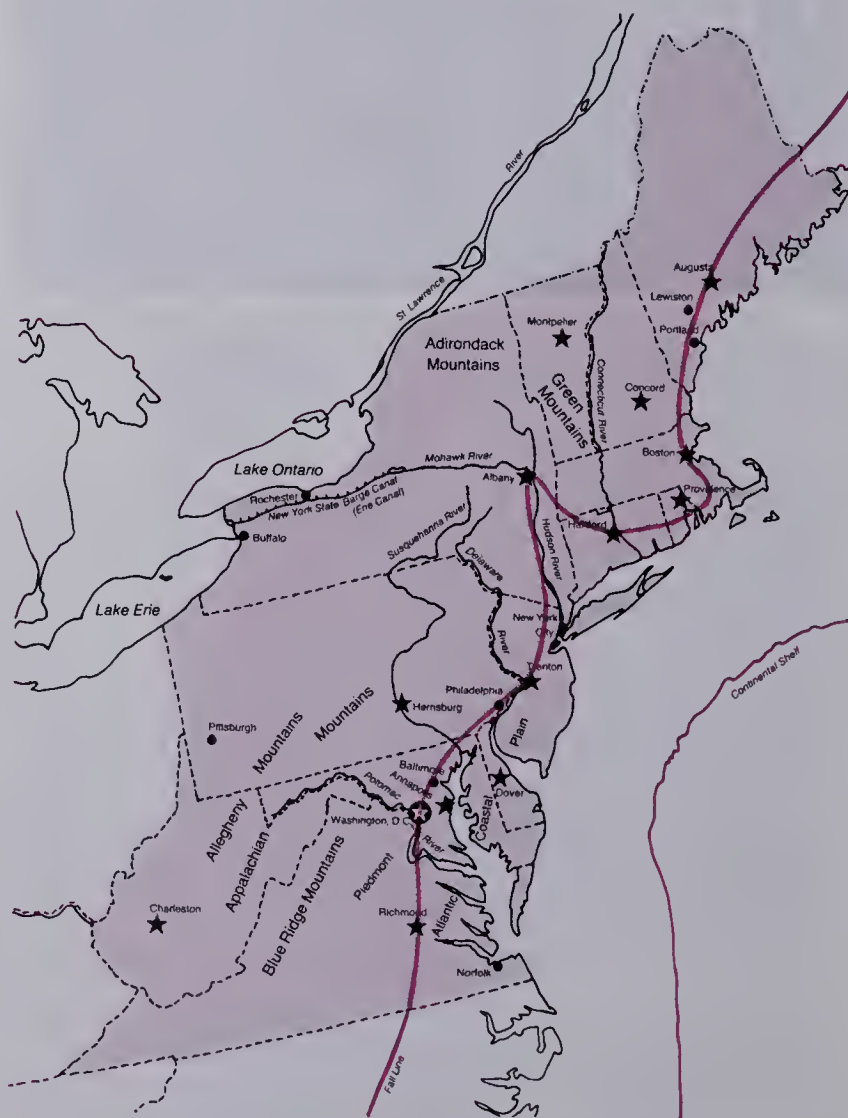 River
St Lawrence
Augusta
Lewiston
Portland
Montpelier
Adirondack
Mountains
Green
Mountains
Connecticut River
Concord
Lake Ontario
Mohawk River
Boston
Albany
Rochester
New York State Barge Canal
(Erie Canal)
Providence
Hartford
Buffalo
Susquehanna River
Hudson River
Delaware
River
Lake Erie
New York
City
Continental Shelf
Trenton
Philadelphia
Harrisburg
Plain
Pittsburgh
Mountains
Mountains
Baltimore
Annapolis
Dover
Potomac
Coastal
Allegheny
Washington, D.C.
River
Appalachian
Piedmont
Blue Ridge Mountains
Charleston
Richmond
Atlantic
Norfolk
Fall Line